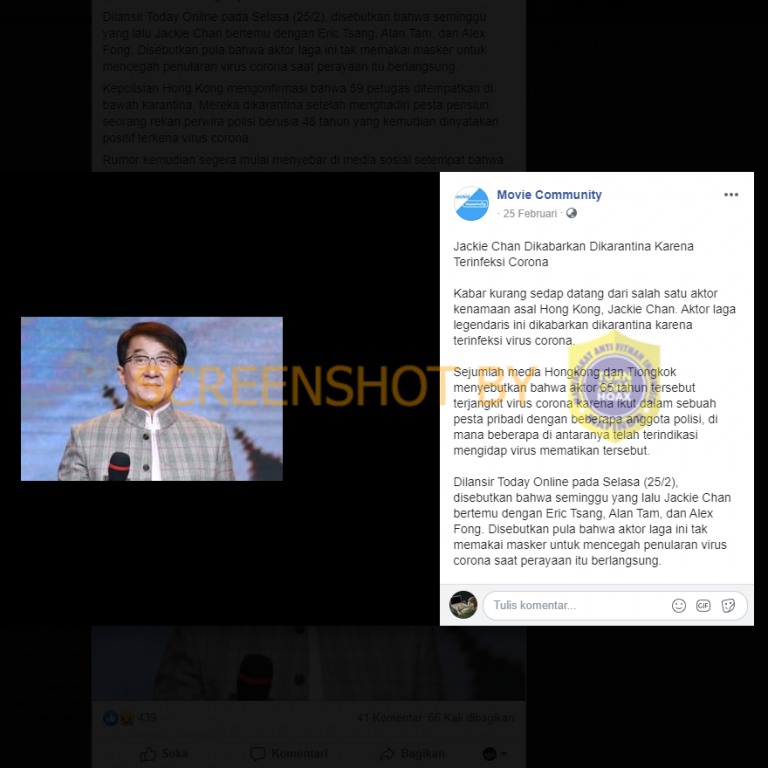 Dilansir Today Online pada Selasa (25/2), disebutkan bahwa seminggu
yang lalu Jackie Chan bertemu dengan Eric Tsang, Alan Tam, dan Alex
Fong. Disebutkan pula bahwa aktor laga ini tak memakai masker untuk
mencegah penularan virus corona saat perayaan itu berlangsung.
Kepolisian Hong Kong mengonfirmasi bahwa 59 petugas ditempatkan di
bawah karantina. Mereka dikarantina setelah menghadiri pesta pensiun
seorang rekan perwira polisi berusia 48 tahun yang kemudian dinyatakan
positif terkena virus corona.
Rumor kemudian segera mulai menyebar di media sosial setempat bahwa
Movie Community
· 25 Februari ·
Jackie Chan Dikabarkan Dikarantina Karena
Terinfeksi Corona
Kabar kurang sedap datang dari salah satu aktor
kenamaan asal Hong Kong, Jackie Chan. Aktor laga
legendaris ini dikabarkan dikarantina karena
terinfeksi virus corona.
Sejumlah media Hongkong dan Tiongkok
menyebutkan bahwa aktor 65 tahun tersebut
terjangkit virus corona karena ikut dalam sebuah
pesta pribadi dengan beberapa anggota polisi, di
mana beberapa di antaranya telah terindikasi
mengidap virus mematikan tersebut.
Dilansir Today Online pada Selasa (25/2),
disebutkan bahwa seminggu yang lalu Jackie Chan
bertemu dengan Eric Tsang, Alan Tam, dan Alex
Fong. Disebutkan pula bahwa aktor laga ini tak
memakai masker untuk mencegah penularan virus
corona saat perayaan itu berlangsung.
Tulis komentar...
GIF
SCREENSHOT BY
TURN
HOAX
439
41 Komentar 66 Kali dibagikan
Suka
Komentari
Bagikan